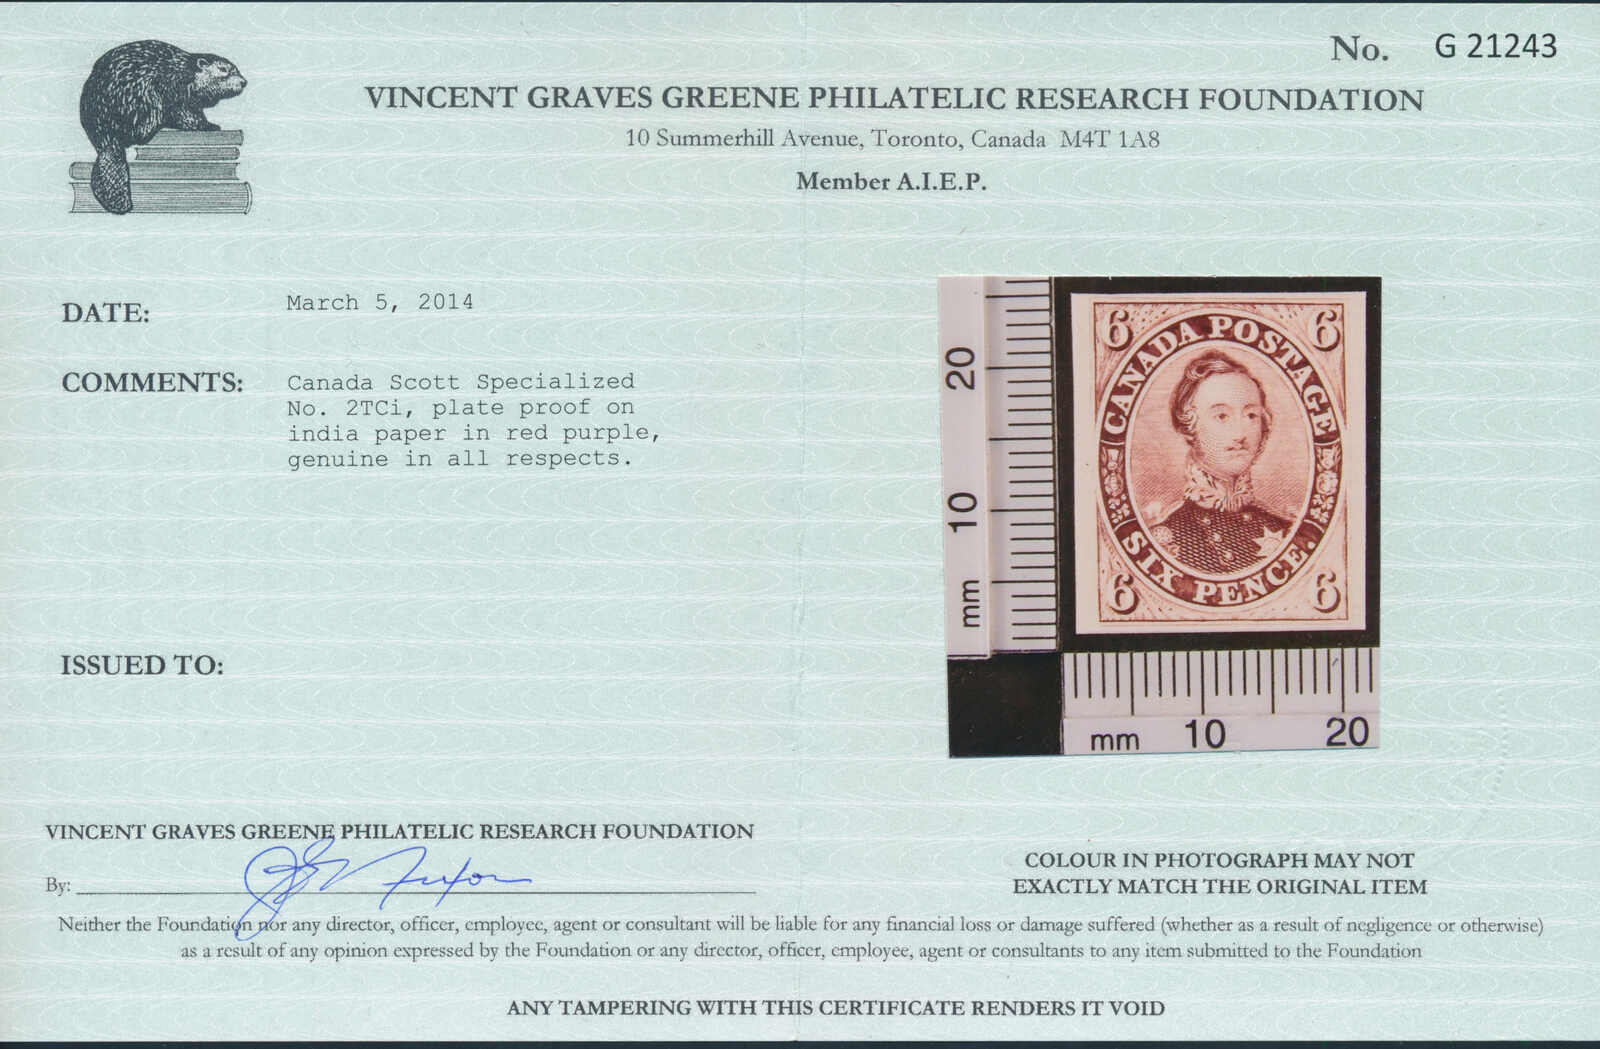 No. G 21243
VINCENT GRAVES GREENE PHILATELIC RESEARCH FOUNDATION
10 Summerhill Avenue, Toronto, Canada M4T 1A8
Member A.I.E.P.
DATE: March 5, 2014
COMMENTS: Canada Scott Specialized
No. 2TCi, plate proof on
india paper in red purple,
genuine in all respects.
20
10
mm
6 6
CANADA POSTAGE
SIX PENCE.
6 6
mm 10 20
ISSUED TO:
VINCENT GRAVES GREENE PHILATELIC RESEARCH FOUNDATION
By:
COLOUR IN PHOTOGRAPH MAY NOT
EXACTLY MATCH THE ORIGINAL ITEM
Neither the Foundation nor any director, officer, employee, agent or consultant will be liable for any financial loss or damage suffered (whether as a result of negligence or otherwise)
as a result of any opinion expressed by the Foundation or any director, officer, employee, agent or consultants to any item submitted to the Foundation
ANY TAMPERING WITH THIS CERTIFICATE RENDERS IT VOID